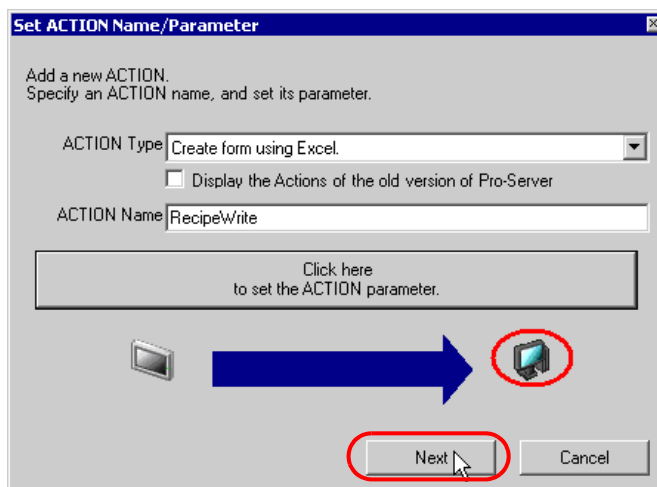 Set ACTION Name/Parameter
Add a new ACTION.
Specify an ACTION name, and set its parameter.
ACTION Type Create form using Excel.
Display the Actions of the old version of Pro-Server
ACTION Name RecipeWrite
Click here
to set the ACTION parameter.
Next Cancel